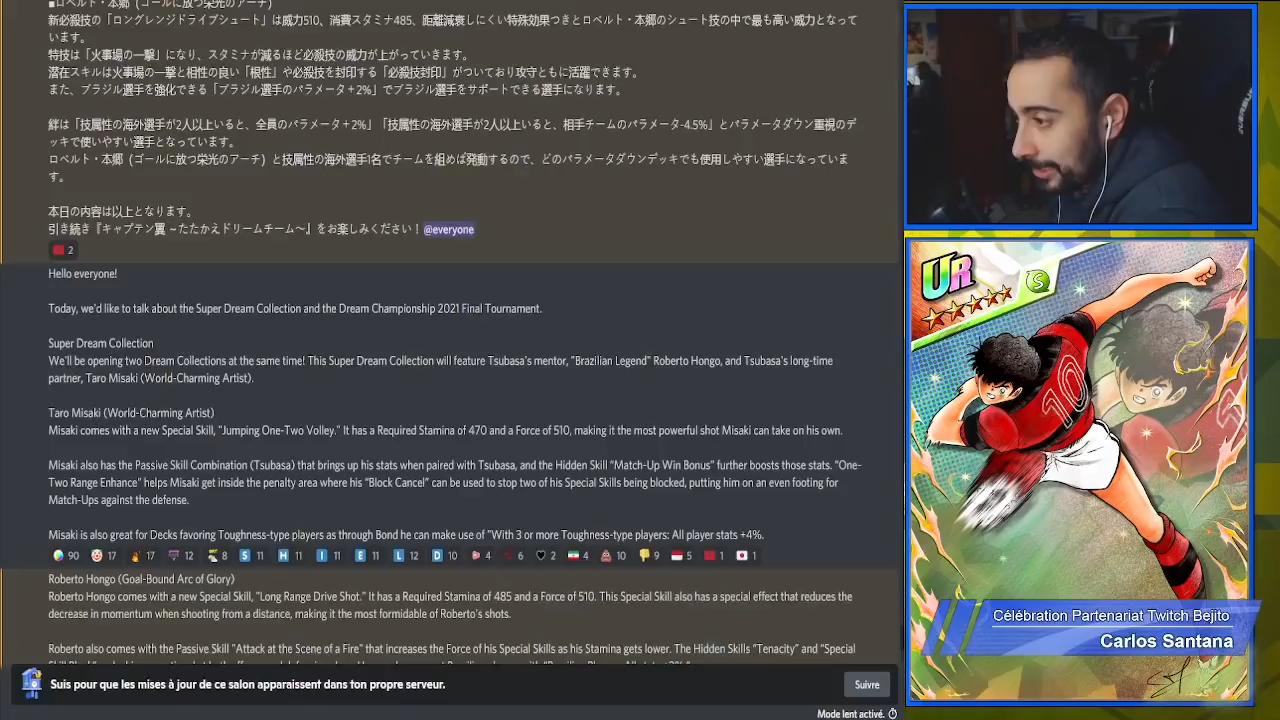 ■ロベルト・本郷（ゴールに放つ栄光のアーチ）
新必殺技の「ロングレンジドライブシュート」は威力510、消費スタミナ485、距離減衰しにくい特殊効果つきとロベルト・本郷のシュート技の中で最も高い威力となって
います。
特技は「火事場の一撃」になり、スタミナが減るほど必殺技の威力が上がっていきます。
潜在スキルは火事場の一撃と相性の良い「根性」や必殺技を封印する「必殺技封印」がついており攻守ともに活躍できます。
また、ブラジル選手を強化できる「ブラジル選手のパラメータ＋2%」でブラジル選手をサポートできる選手になります。
絆は「技属性の海外選手が2人以上いると、全員のパラメータ+2%」「技属性の海外選手が2人以上いると、相手チームのパラメータ-4.5%」とパラメータダウン重視のデ
ッキで使いやすい選手となっています。
ロベルト・本郷（ゴールに放つ栄光のアーチ）と技属性の海外選手1名でチームを組めば発動するので、どのパラメータダウンデッキでも使用しやすい選手になっていま
す。
本日の内容は以上となります。
引き続き『キャプテン翼 ~たたかえドリームチーム〜』をお楽しみください！@everyone
2
Hello everyone!
Today, we'd like to talk about the Super Dream Collection and the Dream Championship 2021 Final Tournament.
Super Dream Collection
We'll be opening two Dream Collections at the same time! This Super Dream Collection will feature Tsubasa's mentor, "Brazilian Legend" Roberto Hongo, and Tsubasa's long-time
partner, Taro Misaki (World-Charming Artist).
Taro Misaki (World-Charming Artist)
Misaki comes with a new Special Skill, "Jumping One-Two Volley." It has a Required Stamina of 470 and a Force of 510, making it the most powerful shot Misaki can take on his own.
Misaki also has the Passive Skill Combination (Tsubasa) that brings up his stats when paired with Tsubasa, and the Hidden Skill "Match-Up Win Bonus" further boosts those stats. "One-
Two Range Enhance" helps Misaki get inside the penalty area where his "Block Cancel" can be used to stop two of his Special Skills being blocked, putting him on an even footing for
Match-Ups against the defense.
Misaki is also great for Decks favoring Toughness-type players as through Bond he can make use of "With 3 or more Toughness-type players: All player stats +4%.
90 17 17 12 8 S 11 H 11 I 11 E 11 L 12 D 10 4 6 2 4 10 9 5 1 1
Roberto Hongo (Goal-Bound Arc of Glory)
Roberto Hongo comes with a new Special Skill, "Long Range Drive Shot." It has a Required Stamina of 485 and a Force of 510. This Special Skill also has a special effect that reduces the
decrease in momentum when shooting from a distance, making it the most formidable of Roberto's shots.
Roberto also comes with the Passive Skill "Attack at the scene of a Fire" that increases the Force of his Special Skills as his Stamina gets lower. The Hidden Skills "Tenacity" and "Special
Suis pour que les mises à jour de ce salon apparaissent dans ton propre serveur.
Suivre
Mode lent activé.
UR
S
10
Célébration Partenariat Twitch Bejito
Carlos Santana